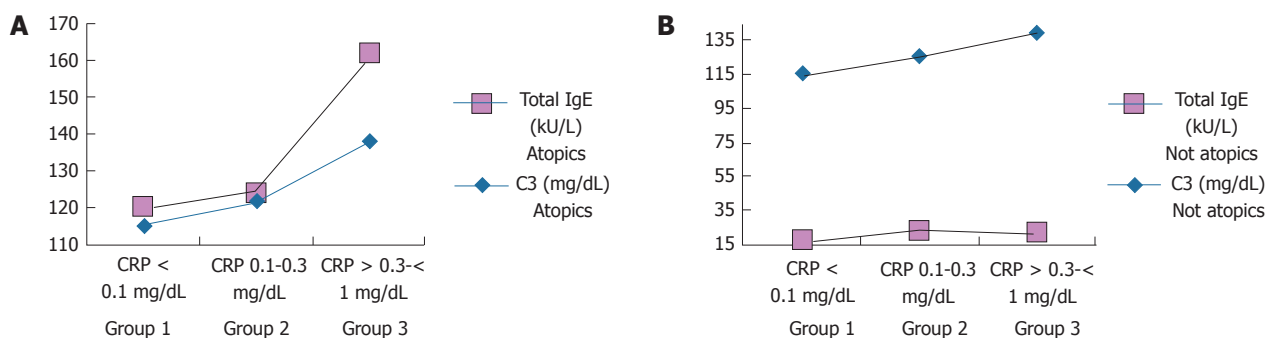 A
170
160
150
140
130
120
110
CRP <
0.1 mg/dL
Group 1
CRP 0.1-0.3
mg/dL
Group 2
CRP > 0.3-<
1 mg/dL
Group 3
Total IgE
(kU/L)
Atopics
C3 (mg/dL)
Atopics
B
135
115
95
75
55
35
15
CRP <
0.1 mg/dL
Group 1
CRP 0.1-0.3
mg/dL
Group 2
CRP > 0.3-<
1 mg/dL
Group 3
Total IgE
(kU/L)
Not atopics
C3 (mg/dL)
Not atopics